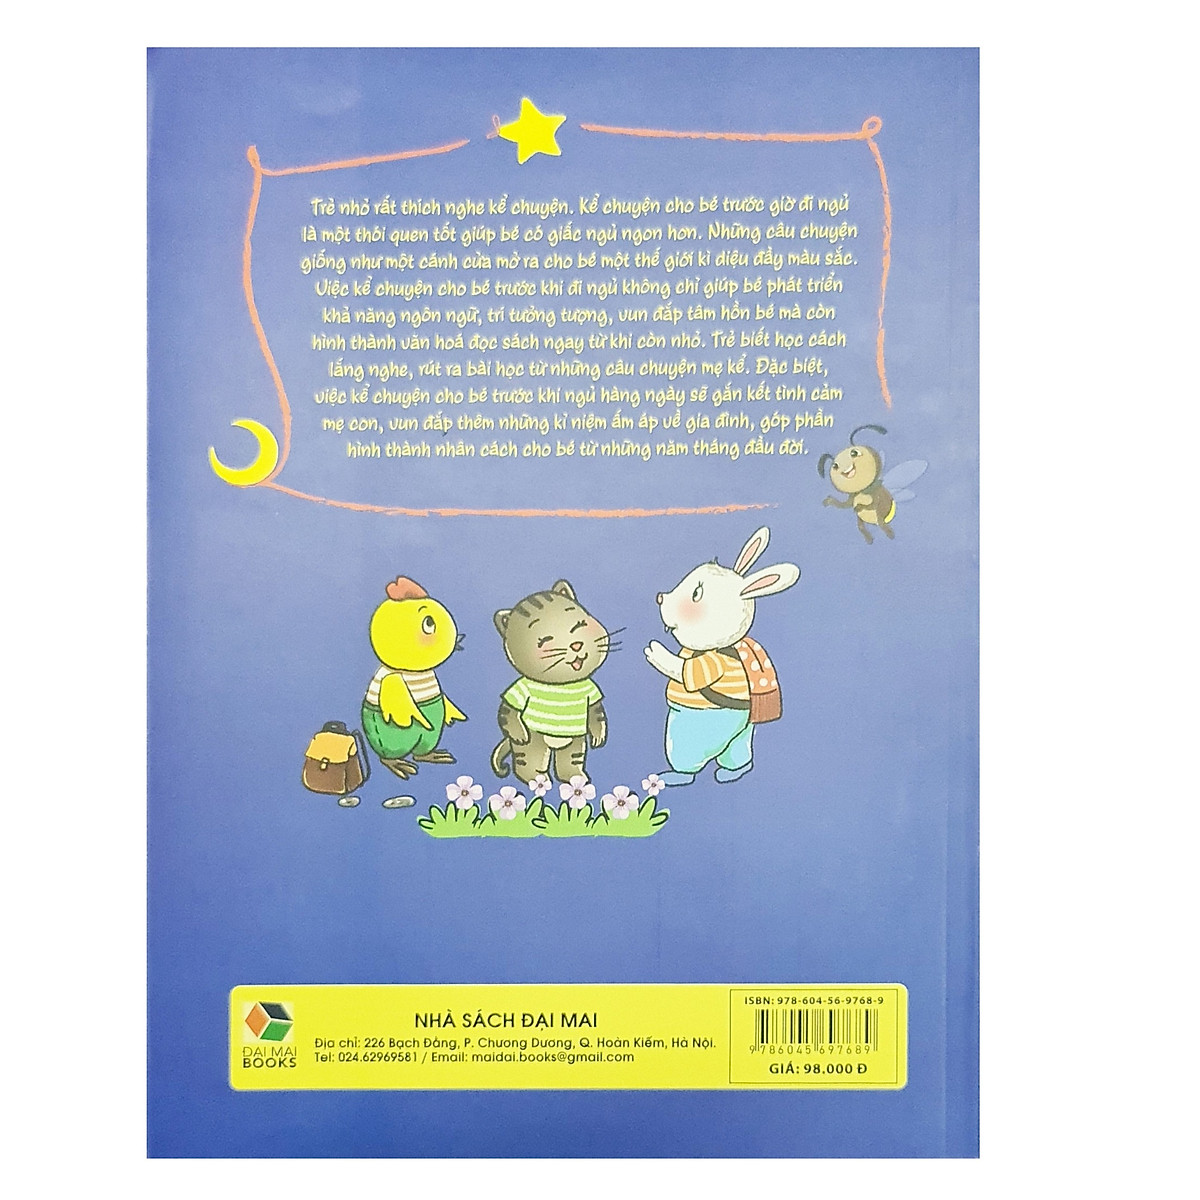 Trẻ nhỏ rất thích nghe kể chuyện. Kể chuyện cho bé trước giờ đi ngủ
là một thói quen tốt giúp bé có giấc ngủ ngon hơn. Những câu chuyện
giống như một cánh cửa mở ra cho bé một thế giới kì diệu đầy màu sắc.
Việc kể chuyện cho bé trước khi đi ngủ không chỉ giúp bé phát triển
khả năng ngôn ngữ, trí tưởng tượng, vun đắp tâm hồn bé mà còn
hình thành văn hoá đọc sách ngay từ khi còn nhỏ. Trẻ biết học cách
lắng nghe, rút ra bài học từ những câu chuyện mẹ kể. Đặc biệt,
việc kể chuyện cho bé trước khi ngủ hàng ngày sẽ gắn kết tình cảm
mẹ con, vun đắp thêm những kỉ niệm ấm áp về gia đình, góp phần
hình thành nhân cách cho bé từ những năm tháng đầu đời.
ĐẠI MAI
BOOKS
NHÀ SÁCH ĐẠI MAI
Địa chỉ: 226 Bạch Đằng, P. Chương Dương, Q. Hoàn Kiếm, Hà Nội.
Tel: 024.62969581 / Email: maidai.books@gmail.com
ISBN: 978-604-56-9768-9
9 786045 697689
GIÁ: 98.000 Đ